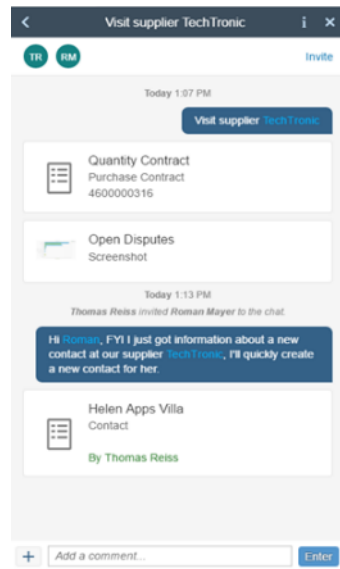 Visit supplier TechTronic
TR RM Invite
Today 1:07 PM
Visit supplier TechTronic
Quantity Contract
Purchase Contract
4600000316
Open Disputes
Screenshot
Today 1:13 PM
Thomas Reiss invited Roman Mayer to the chat.
Hi Roman, FYI I just got information about a new
contact at our supplier TechTronic, I'll quickly create
a new contact for her.
Helen Apps Villa
Contact
By Thomas Reiss
Add a comment... Enter